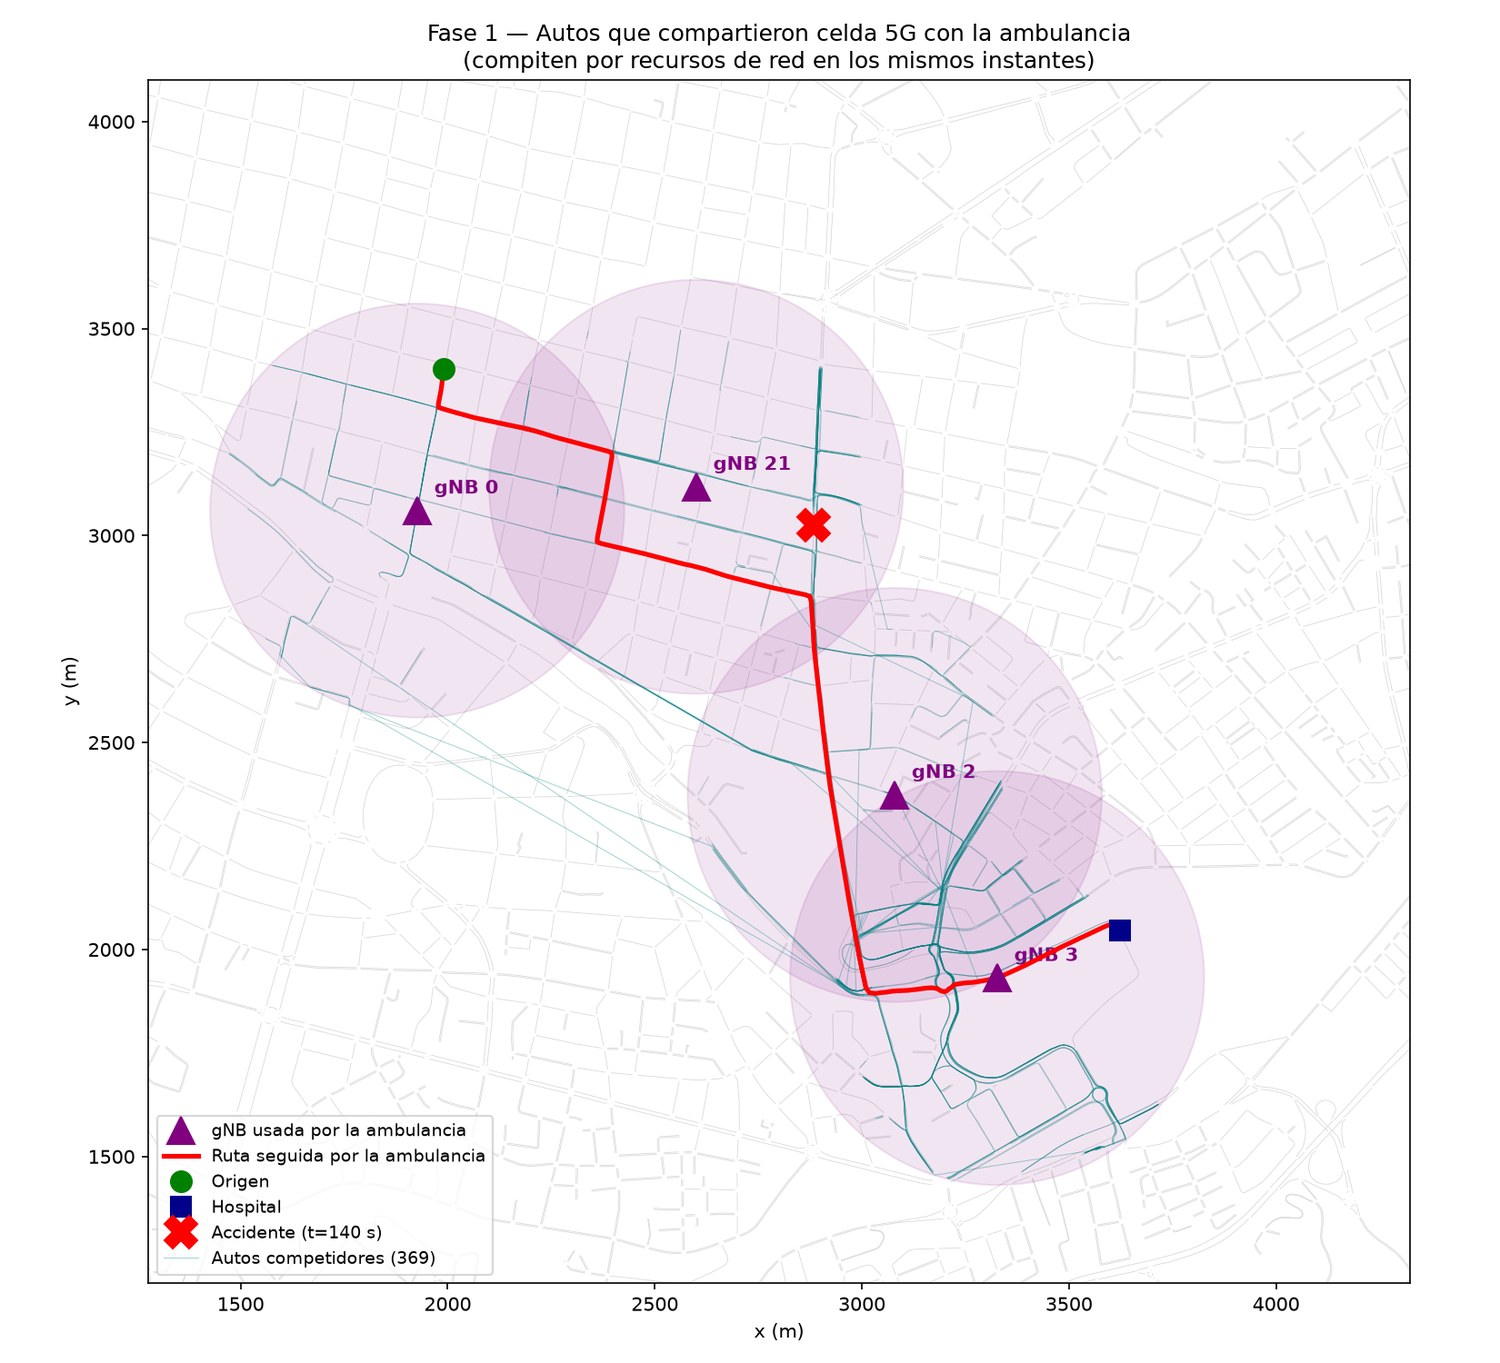 Fase 1 — Autos que compartieron celda 5G con la ambulancia
(compiten por recursos de red en los mismos instantes)
4000
3500
3000
2500
2000
1500
y (m)
gNB 21
gNB 0
gNB 2
gNB 3
gNB usada por la ambulancia
Ruta seguida por la ambulancia
Origen
Hospital
Accidente (t=140 s)
Autos competidores (369)
1500 2000 2500 3000 3500 4000
x (m)